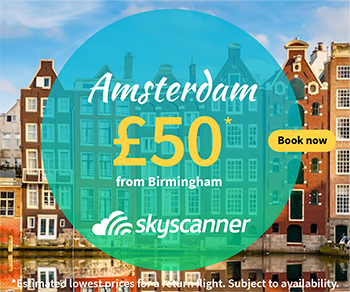 Amsterdam
£50*
Book now
from Birmingham
skyscanner
*Estimated lowest prices for a return flight. Subject to availability.